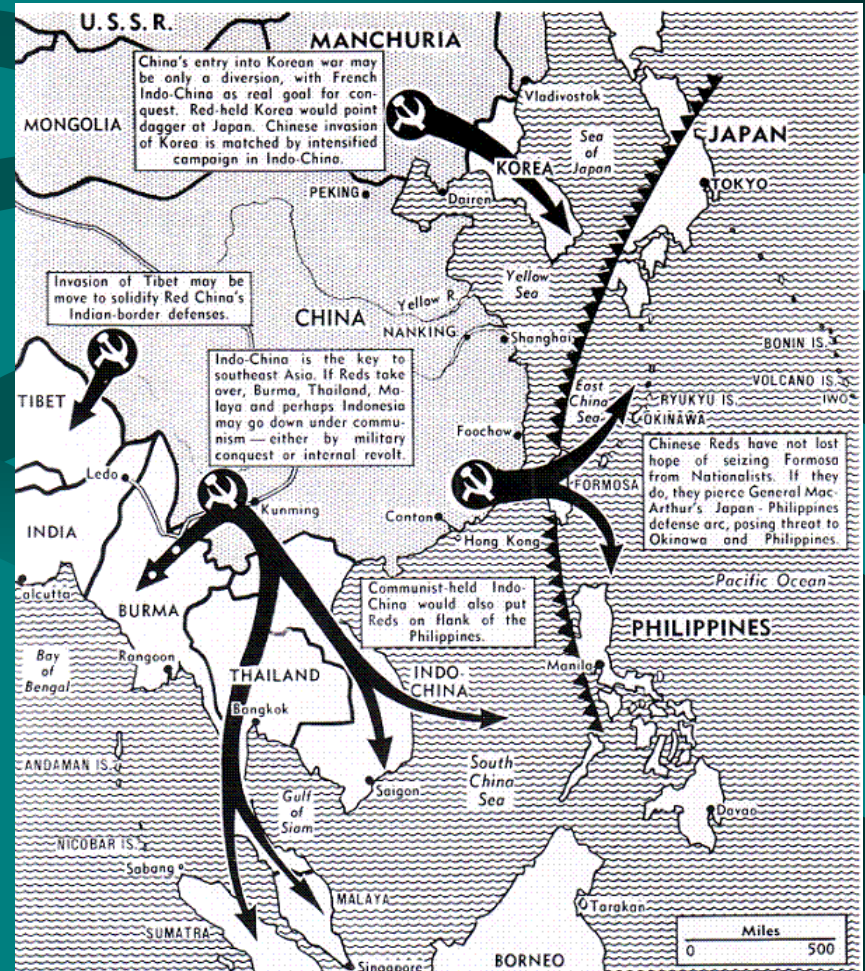 U.S.S.R.
MANCHURIA
China's entry into Korean war may
be only a diversion, with French
Indo-China as real goal for con-
quest. Red-held Korea would point
dagger at Japan. Chinese invasion
of Korea is matched by intensified
campaign in Indo-China.
MONGOLIA
Vladivostok
Sea
of
Japan
JAPAN
KOREA
TOKYO
PEKING
Dairen
Invasion of Tibet may be
move to solidify Red China's
Indian-border defenses.
Yellow
Sea
Yellow R.
CHINA
NANKING
Shanghai
BONIN IS.
Indo-China is the key to
southeast Asia. If Reds take
over, Burma, Thailand, Ma-
laya and perhaps Indonesia
may go down under commu-
nism — either by military
conquest or internal revolt.
VOLCANO IS.
IWO
TIBET
East
China
Sea
RYUKYU IS.
OKINAWA
Foochow
Chinese Reds have not lost
hope of seizing Formosa
from Nationalists. If they
do, they pierce General Mac-
Arthur's Japan - Philippines
defense arc, posing threat to
Okinawa and Philippines.
Ledo
FORMOSA
Kunming
Canton
INDIA
Hong Kong
Pacific Ocean
Calcutta
BURMA
Communist-held Indo-
China would also put
Reds on flank of the
Philippines.
PHILIPPINES
Bay
of
Bengal
Rangoon
Manila
THAILAND
INDO-
CHINA
Bangkok
South
China
Sea
ANDAMAN IS.
Saigon
Gulf
of
Siam
Davao
NICOBAR IS.
Sabang
MALAYA
Tarakan
SUMATRA
Miles
0 500
BORNEO
Singapore